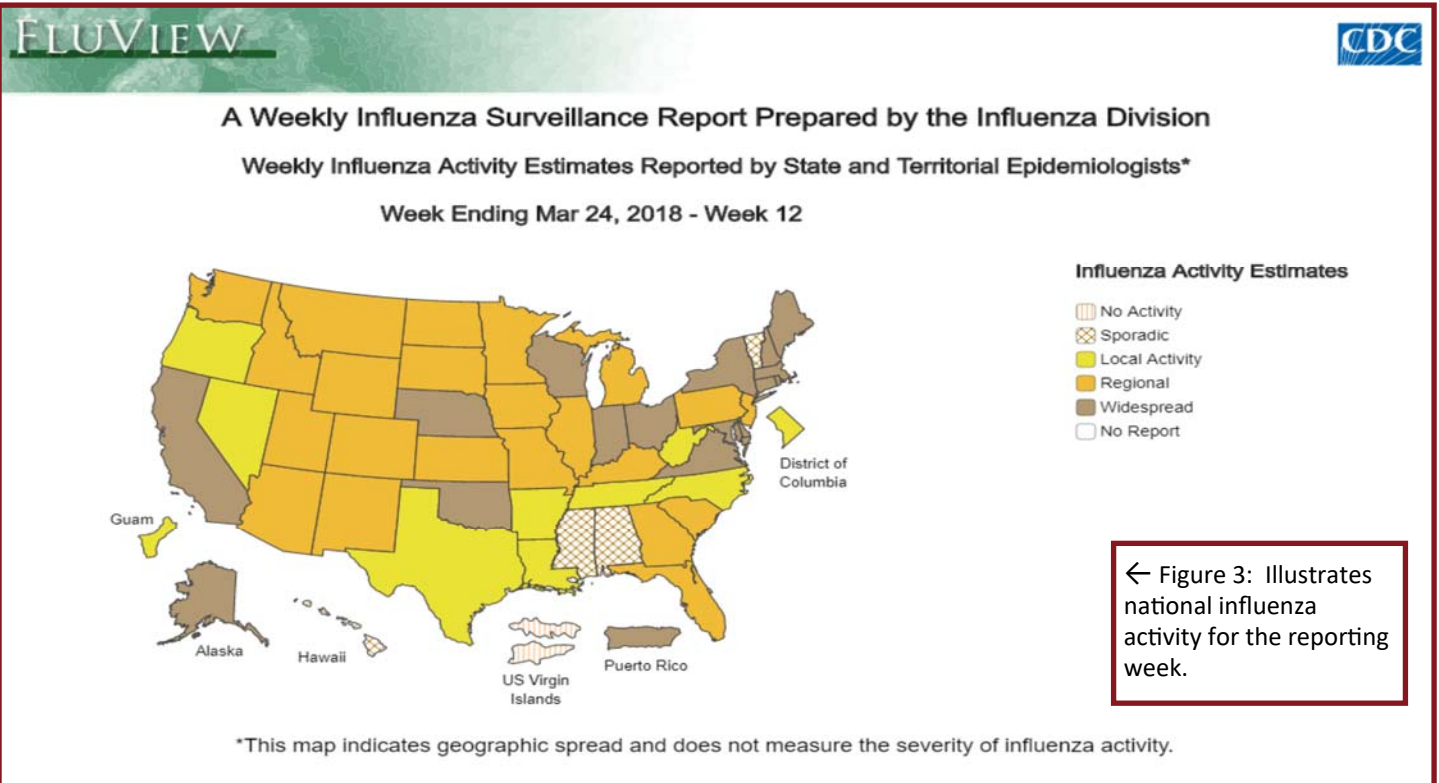 FLUVIEW
CDC
A Weekly Influenza Surveillance Report Prepared by the Influenza Division
Weekly Influenza Activity Estimates Reported by State and Territorial Epidemiologists*
Week Ending Mar 24, 2018 - Week 12
Influenza Activity Estimates
No Activity
Sporadic
Local Activity
Regional
Widespread
No Report
District of
Columbia
Guam
Alaska
Hawaii
US Virgin
Islands
Puerto Rico
← Figure 3: Illustrates
national influenza
activity for the reporting
week.
*This map indicates geographic spread and does not measure the severity of influenza activity.